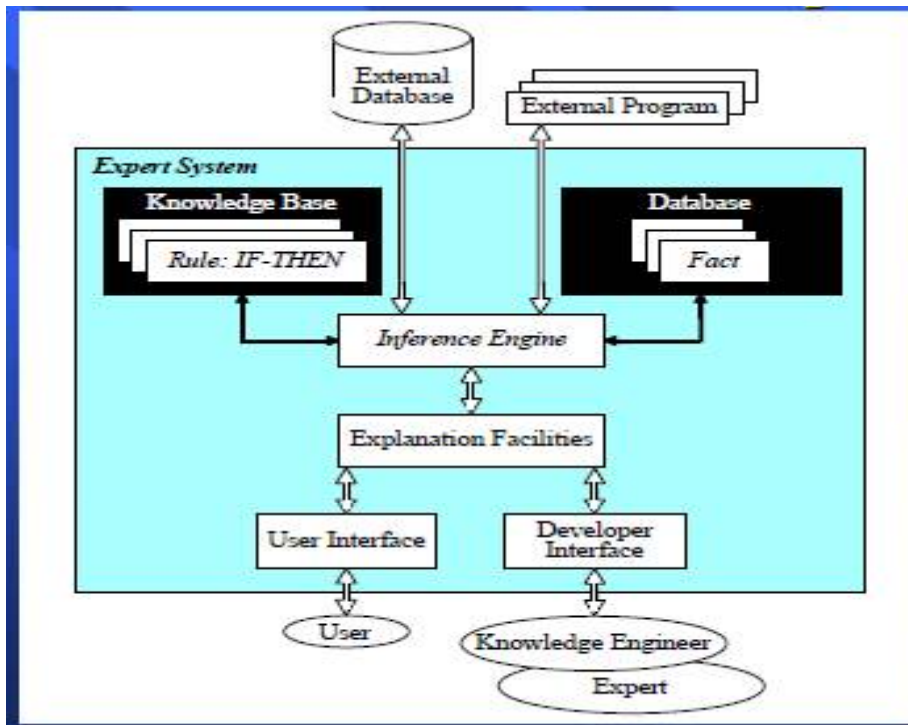 External
Database
External Program
Expert System
Knowledge Base
Database
Rule: IF-THEN
Fact
Inference Engine
Explanation Facilities
User Interface
Developer
Interface
User
Knowledge Engineer
Expert